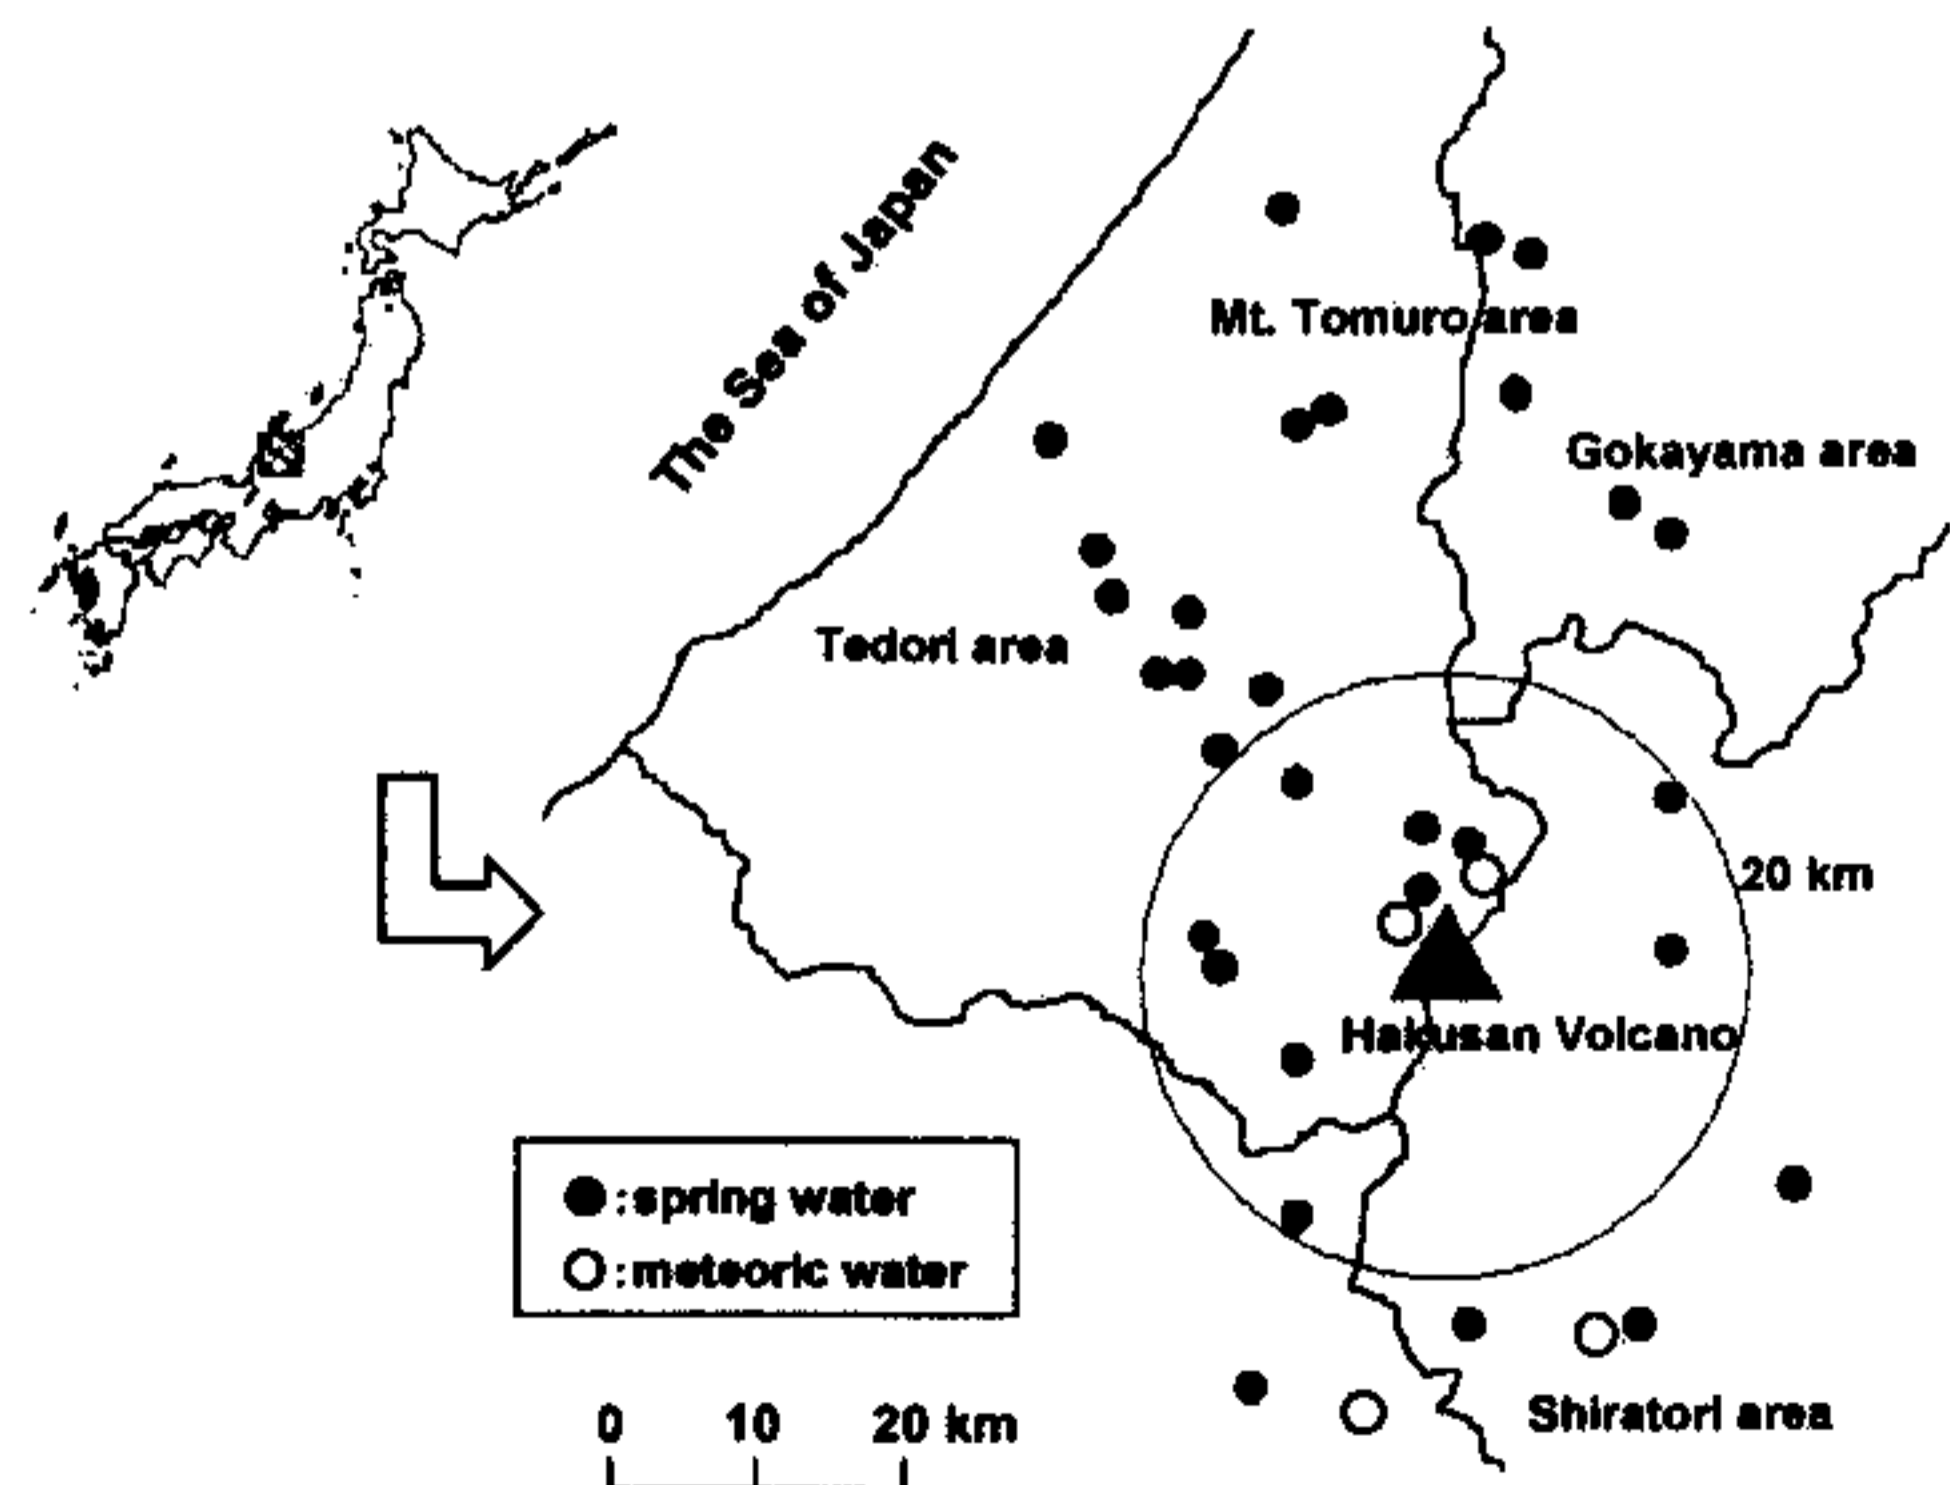 The Sea of Japan
Mt. Tomuro area
Gokayama area
Tedori area
20 km
Hakusan Volcano
:spring water
:meteoric water
Shiratori area
0 10 20 km